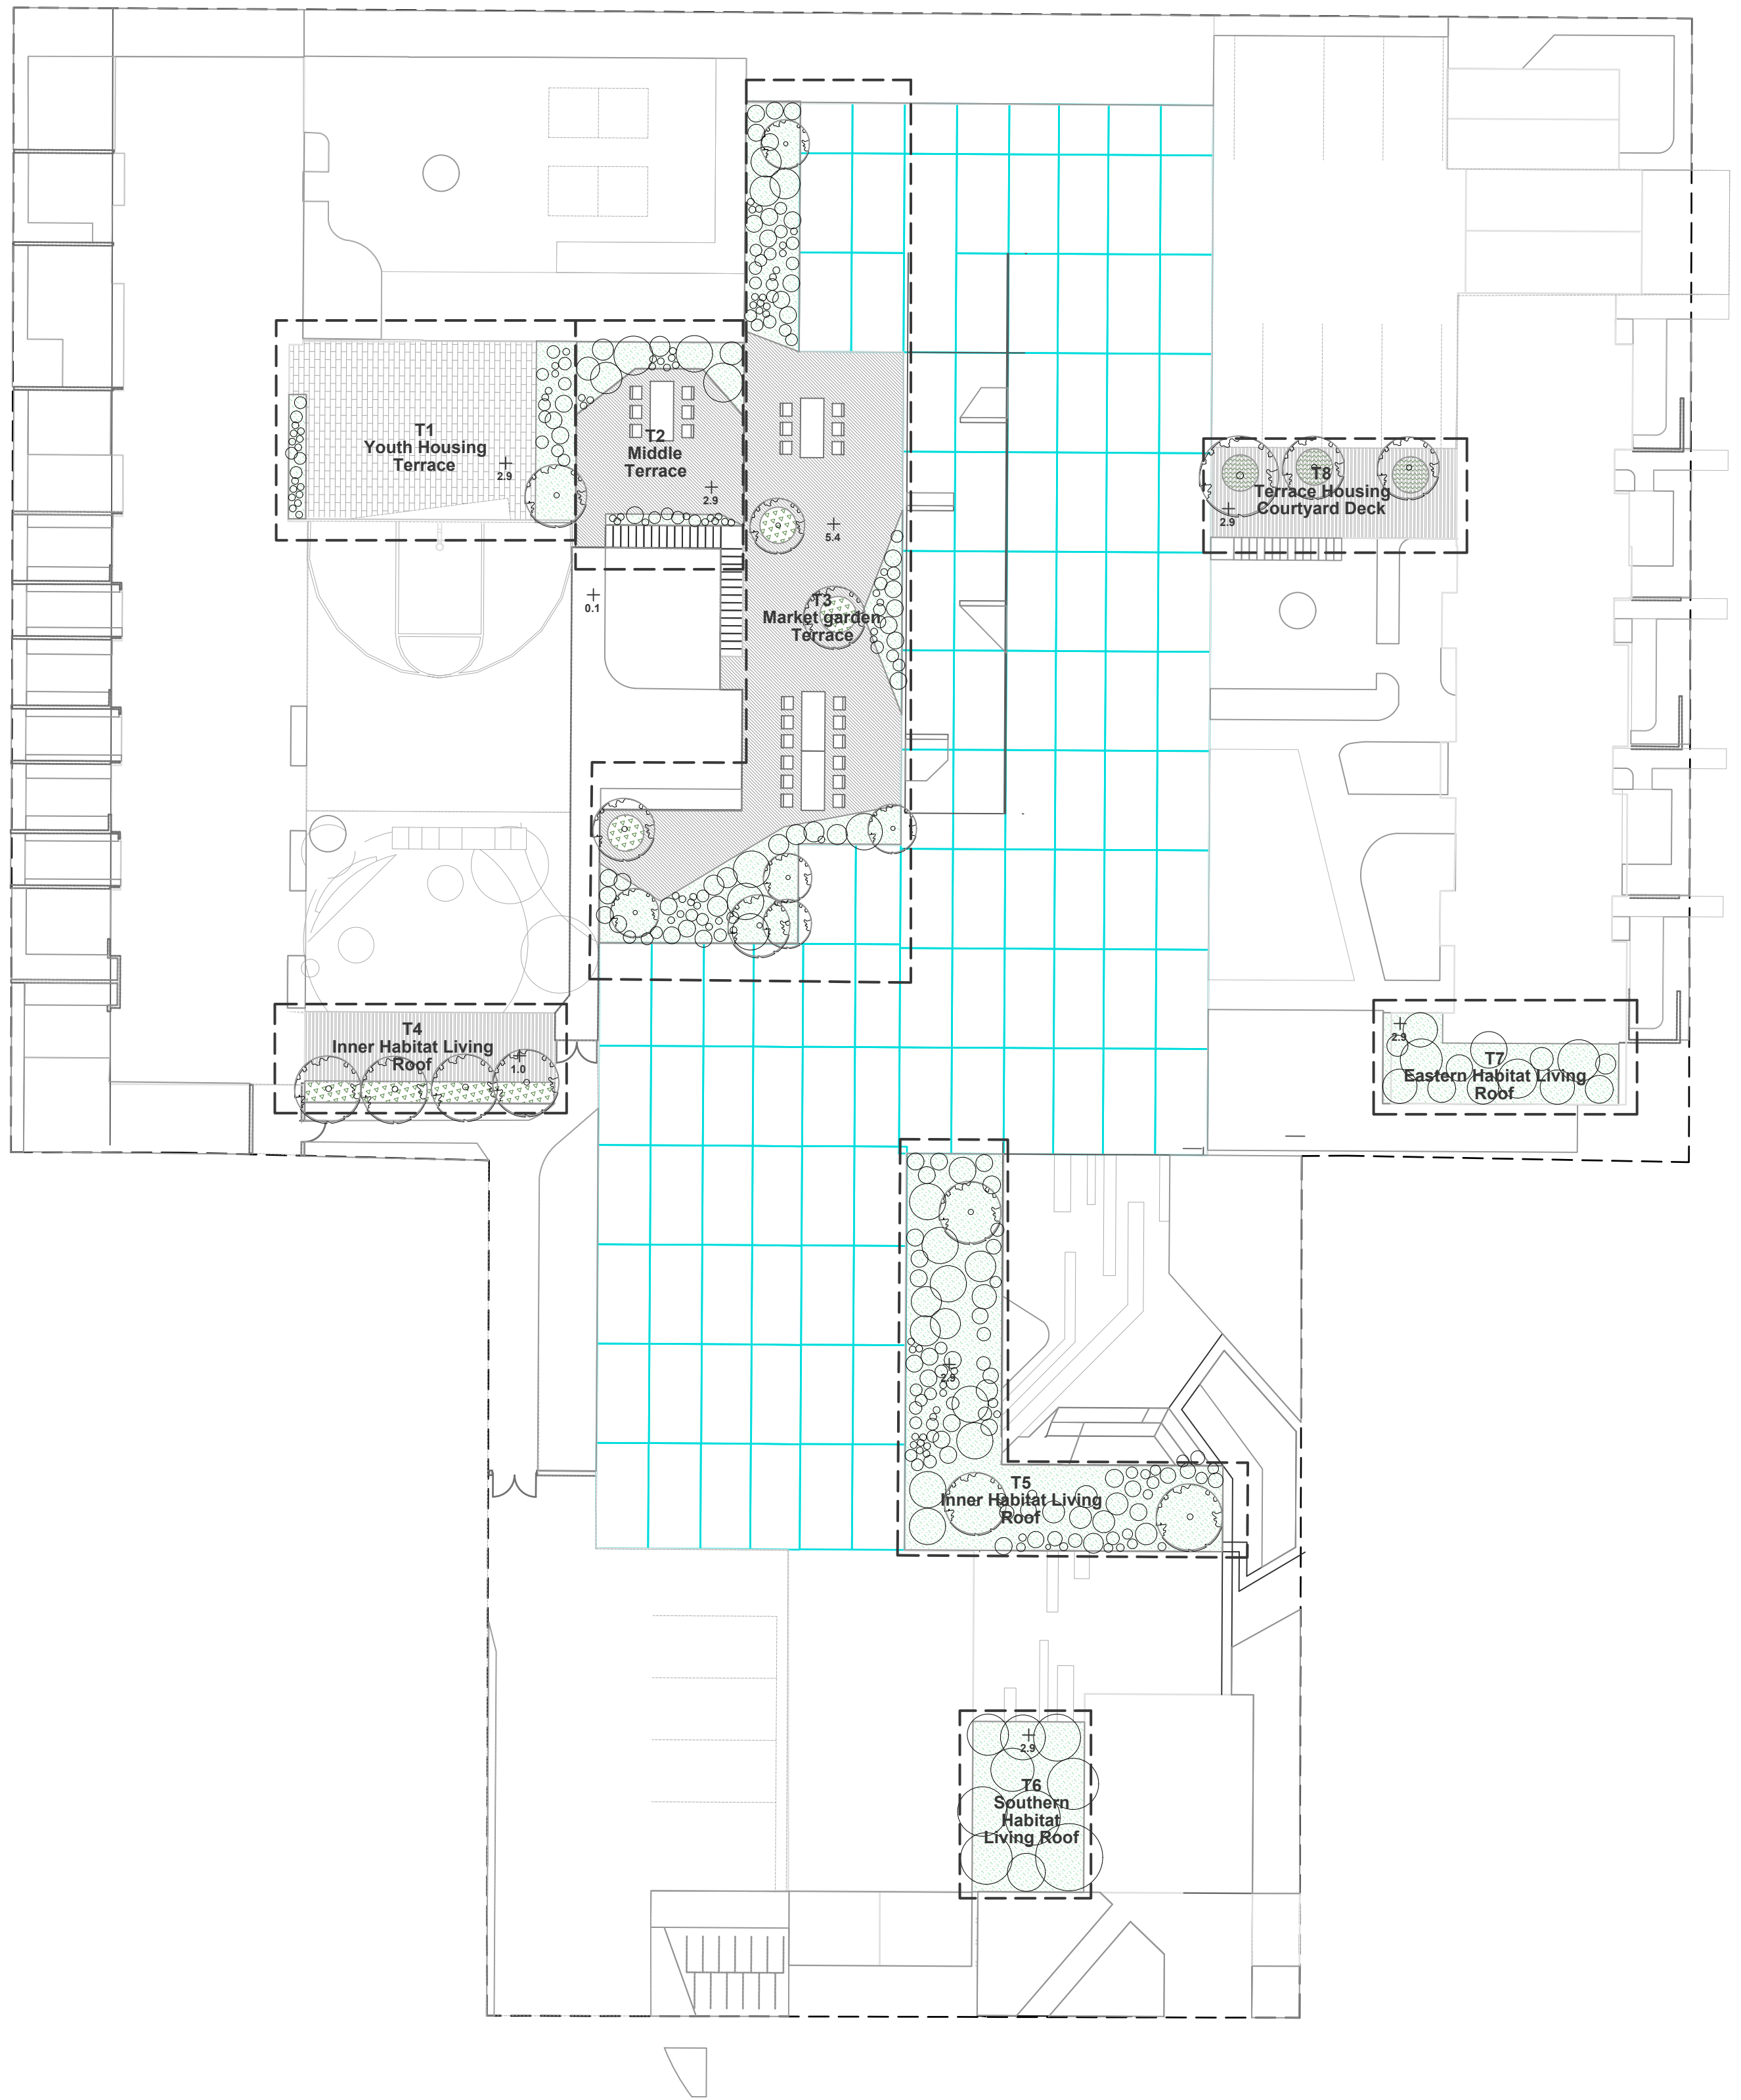 T1
Youth Housing
Terrace
2.9
T2
Middle
Terrace
2.9
5.4
T8
Terrace Housing
Courtyard Deck
2.9
0.1
T3
Market garden
Terrace
T4
Inner Habitat Living
Roof
1.0
2.9
T7
Eastern Habitat Living
Roof
2.9
T5
Inner Habitat Living
Roof
2.9
T6
Southern
Habitat
Living Roof